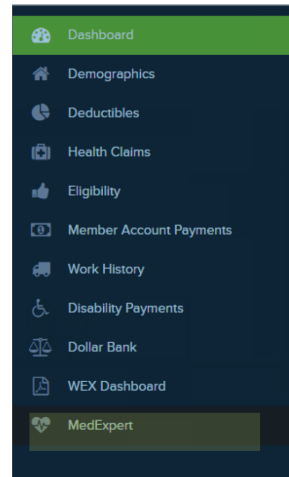 Dashboard
Demographics
Deductibles
Health Claims
Eligibility
Member Account Payments
Work History
Disability Payments
Dollar Bank
WEX Dashboard
MedExpert